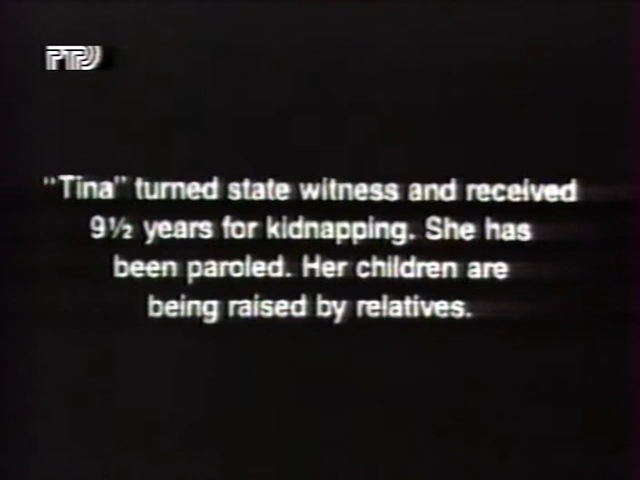 РТР
"Tina" turned state witness and received
9½ years for kidnapping. She has
been paroled. Her children are
being raised by relatives.